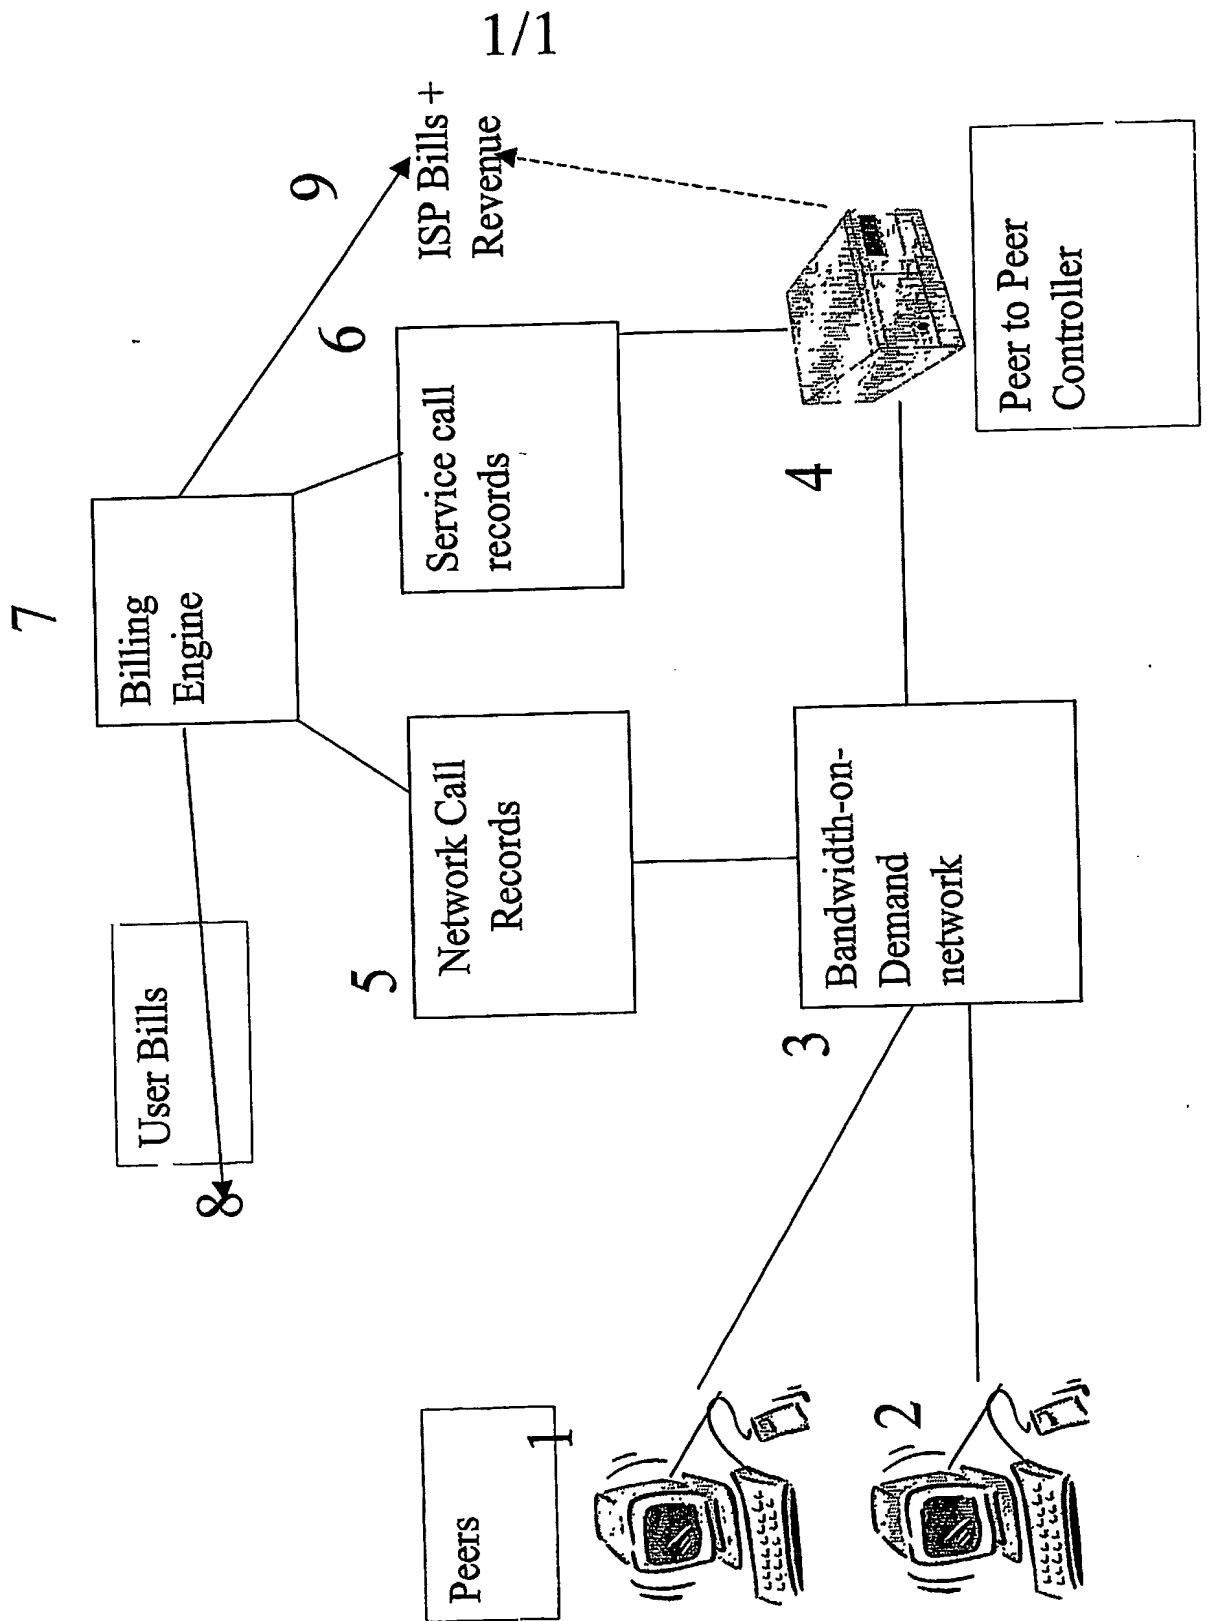 1/1
7
Billing
Engine
9
ISP Bills +
Revenue
User Bills
8
5
Network Call
Records
6
Service call
records
Peers
1
2
3
Bandwidth-on-
Demand
network
4
Peer to Peer
Controller